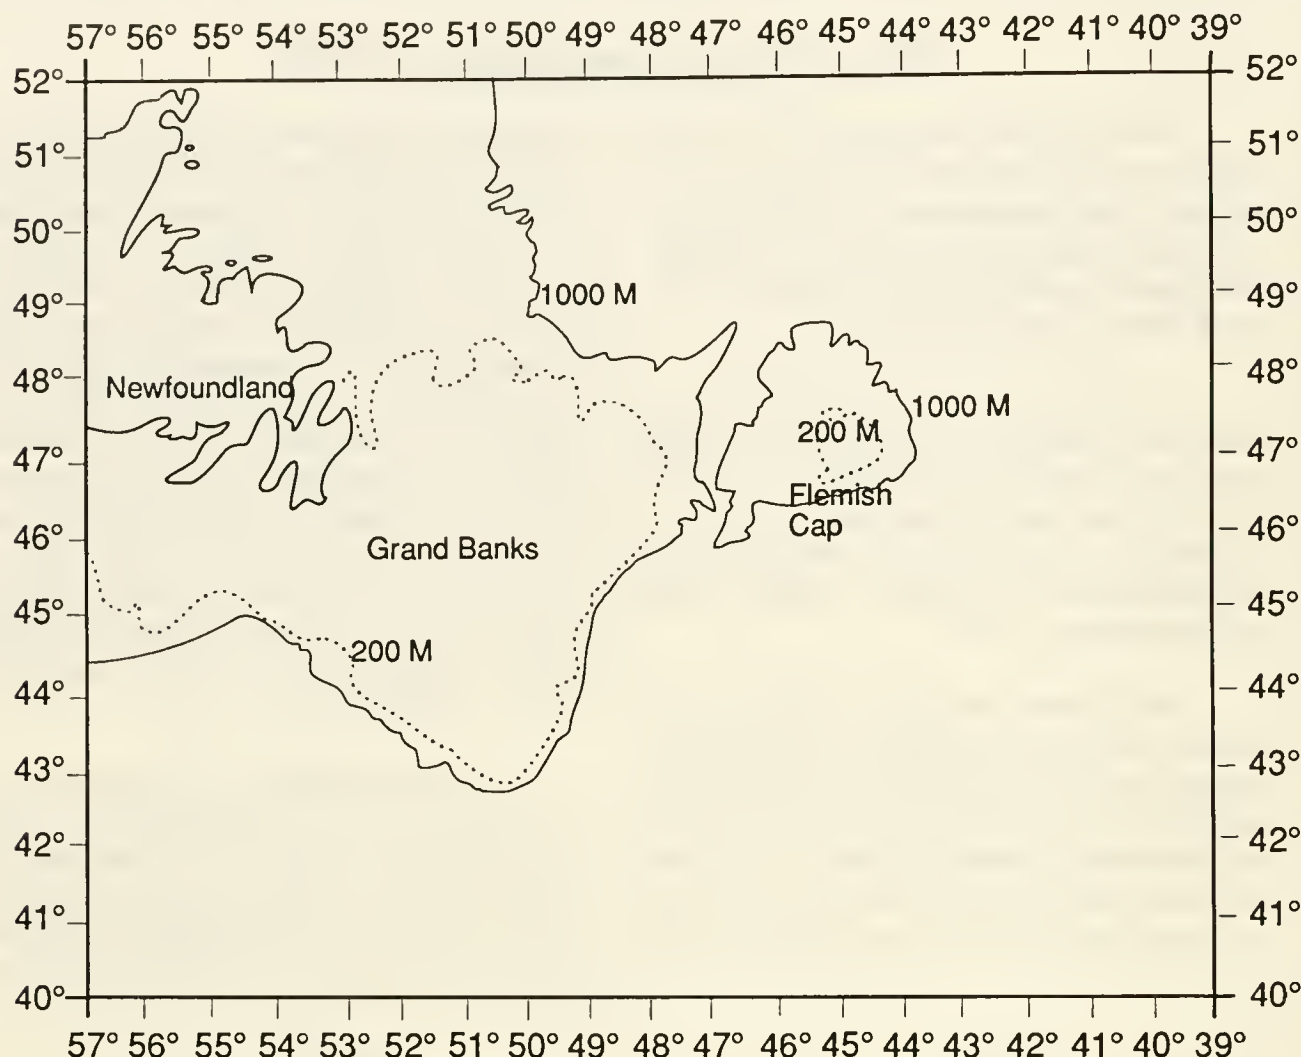 57° 56° 55° 54° 53° 52° 51° 50° 49° 48° 47° 46° 45° 44° 43° 42° 41° 40° 39°
52° 52°
51° 51°
50° 50°
1000 M
49° 49°
Newfoundland 48° 48°
1000 M
200 M
47° 47°
Flemish
Cap
46° 46°
Grand Banks
45° 45°
200 M
44° 44°
43° 43°
42° 42°
41° 41°
40° 40°
57° 56° 55° 54° 53° 52° 51° 50° 49° 48° 47° 46° 45° 44° 43° 42° 41° 40° 39°